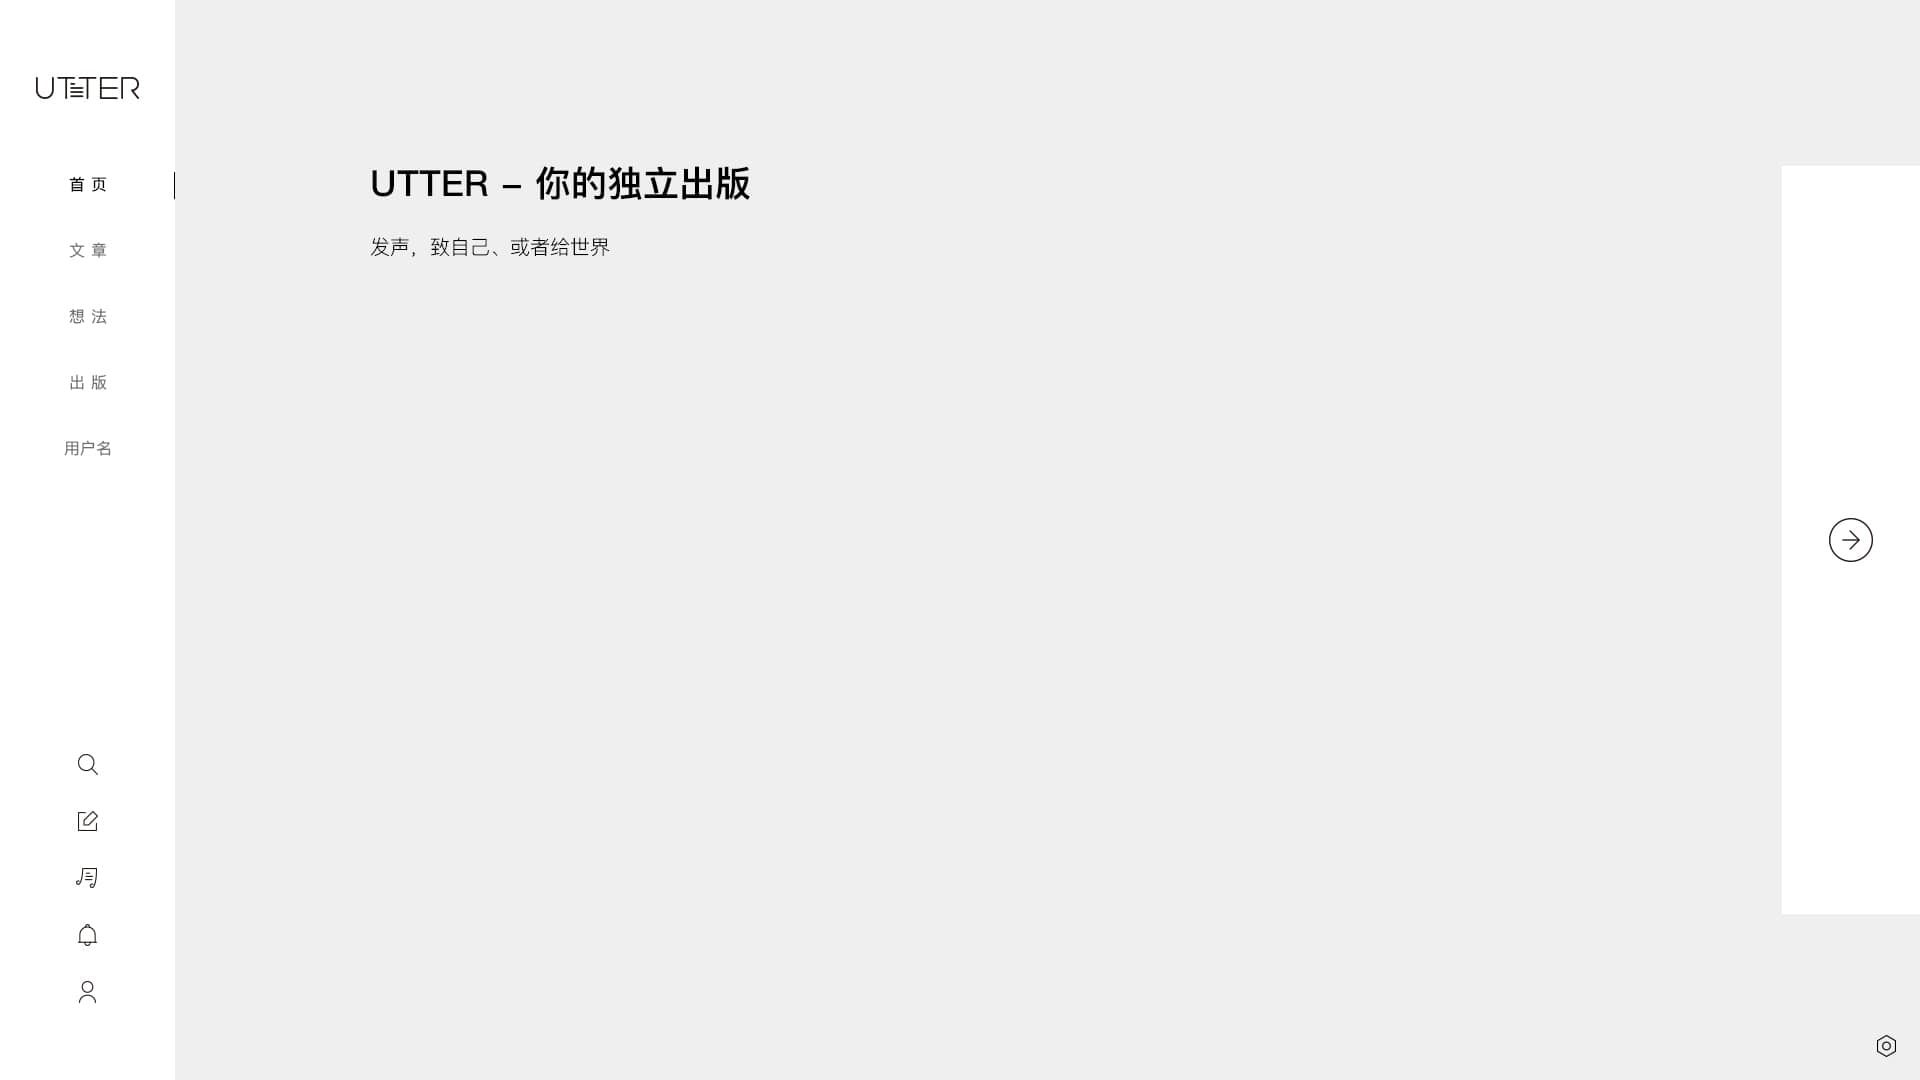 UTTER
首 页
文 章
想 法
出 版
用户名
UTTER – 你的独立出版
发声，致自己、或者给世界